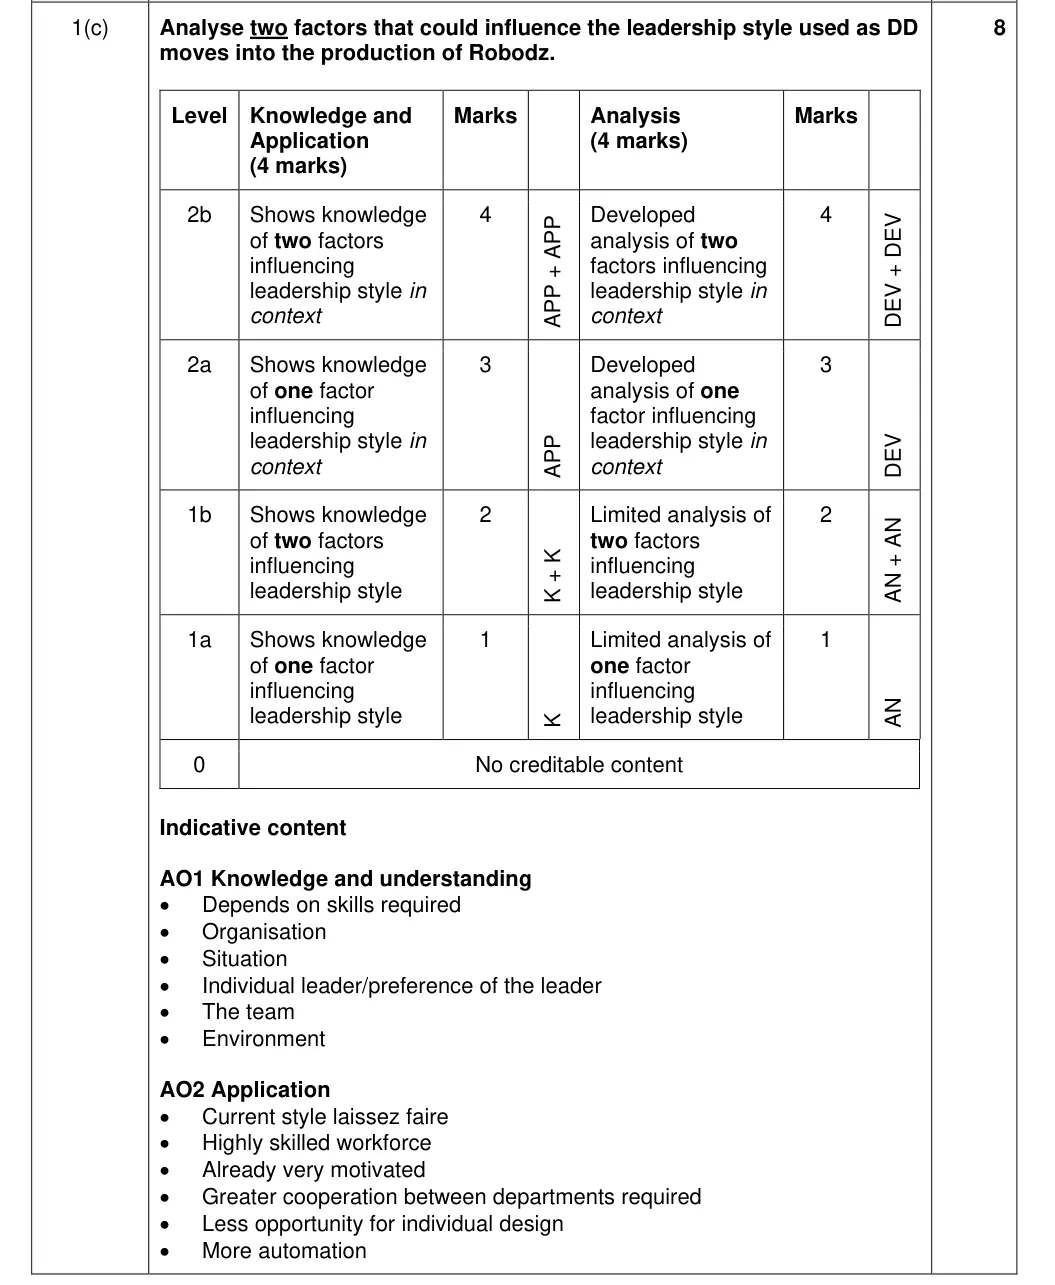 1(c)
Analyse two factors that could influence the leadership style used as DD
moves into the production of Robodz.
8
Level
Knowledge and
Application
(4 marks)
Marks
Analysis
(4 marks)
Marks
2b
Shows knowledge
of two factors
influencing
leadership style in
context
4
APP + APP
Developed
analysis of two
factors influencing
leadership style in
context
4
DEV + DEV
2a
Shows knowledge
of one factor
influencing
leadership style in
context
3
APP
Developed
analysis of one
factor influencing
leadership style in
context
3
DEV
1b
Shows knowledge
of two factors
influencing
leadership style
2
K + K
Limited analysis of
two factors
influencing
leadership style
2
AN + AN
1a
Shows knowledge
of one factor
influencing
leadership style
1
K
Limited analysis of
one factor
influencing
leadership style
1
AN
0
No creditable content
Indicative content
AO1 Knowledge and understanding
• Depends on skills required
• Organisation
• Situation
• Individual leader/preference of the leader
• The team
• Environment
AO2 Application
• Current style laissez faire
• Highly skilled workforce
• Already very motivated
• Greater cooperation between departments required
• Less opportunity for individual design
• More automation